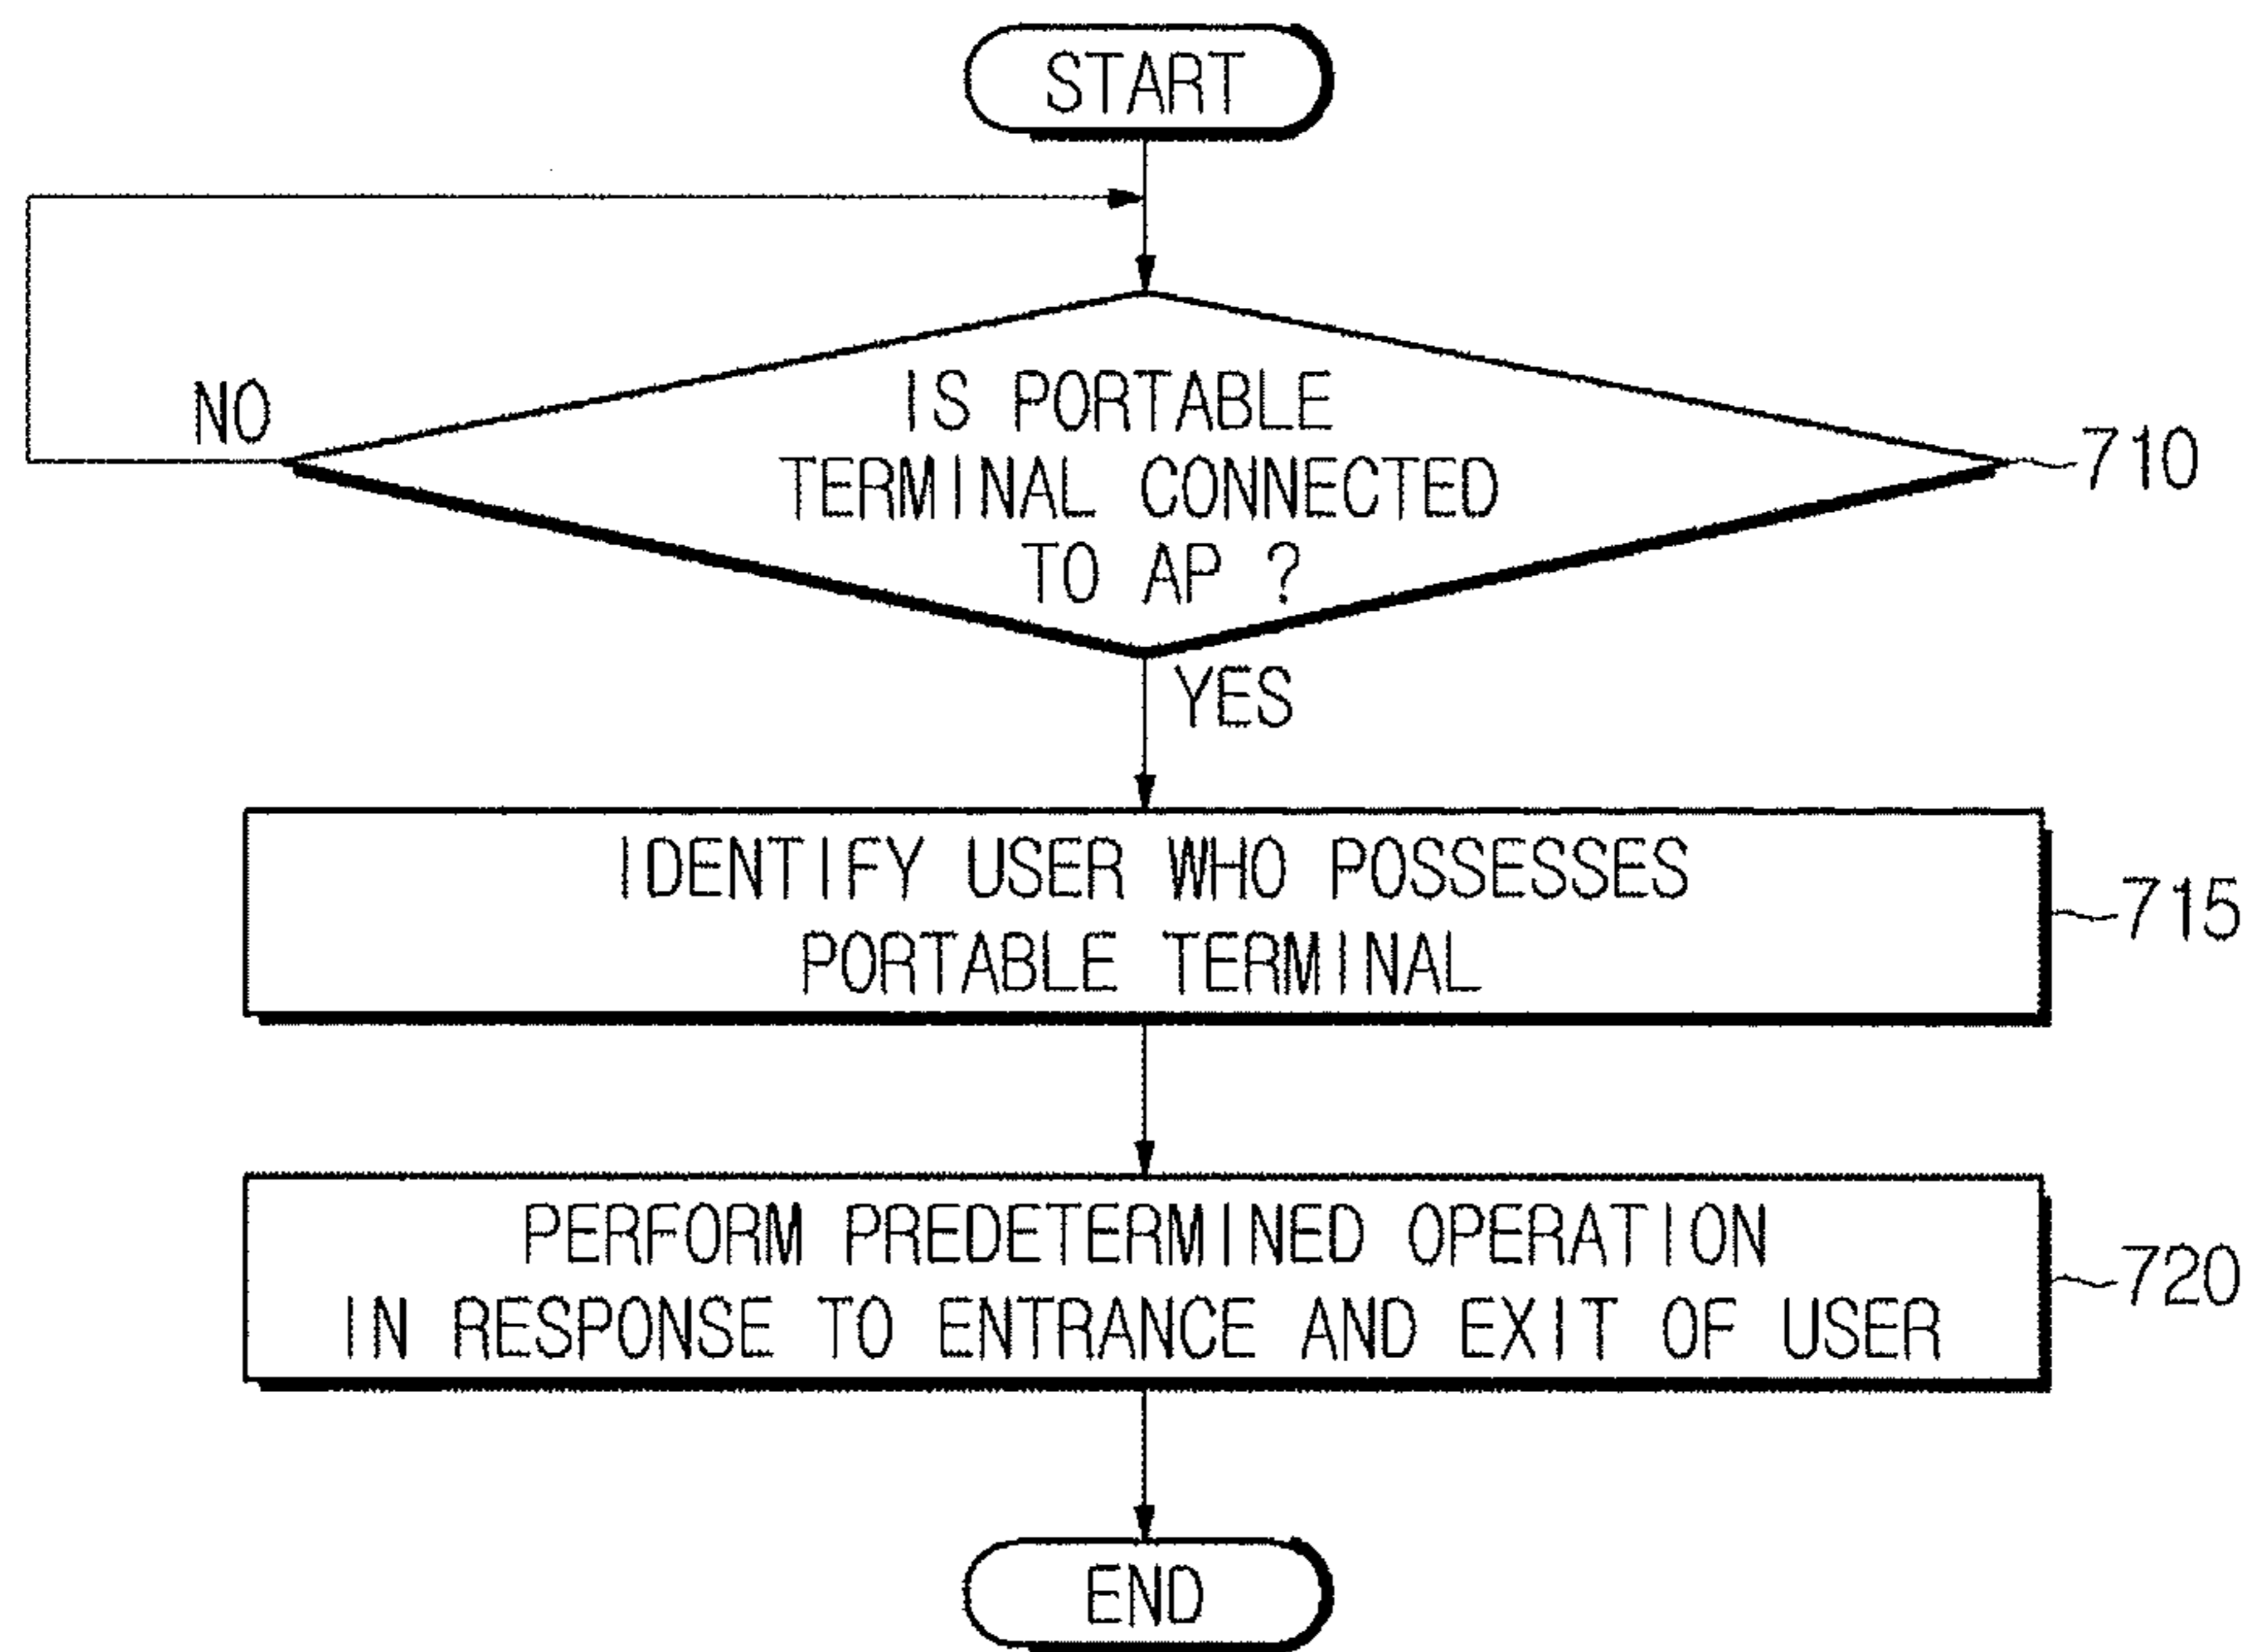 START
NO
IS PORTABLE
TERMINAL CONNECTED
TO AP ?
710
YES
IDENTIFY USER WHO POSSESSES
PORTABLE TERMINAL
715
PERFORM PREDETERMINED OPERATION
IN RESPONSE TO ENTRANCE AND EXIT OF USER
720
END